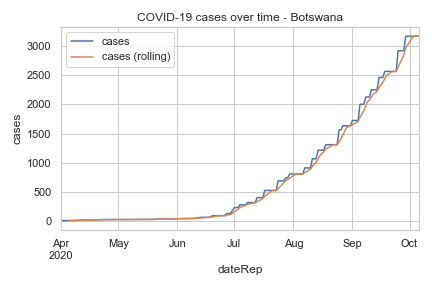 COVID-19 cases over time - Botswana
cases
cases (rolling)
3000
2500
2000
1500
1000
500
0
cases
Apr May Jun Jul Aug Sep Oct
2020
dateRep